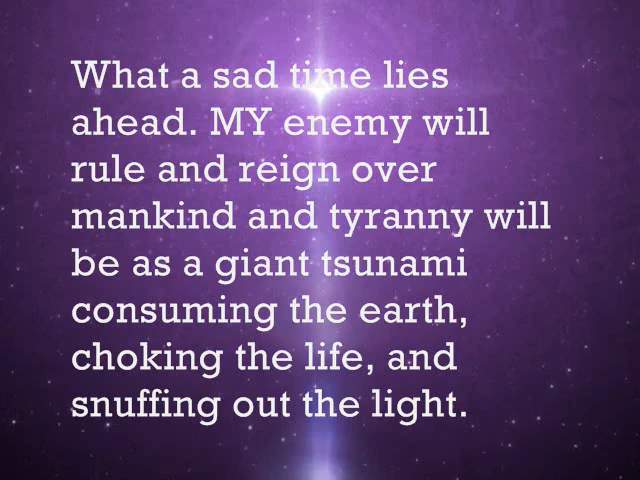 What a sad time lies
ahead. MY enemy will
rule and reign over
mankind and tyranny will
be as a giant tsunami
consuming the earth,
choking the life, and
snuffing out the light.